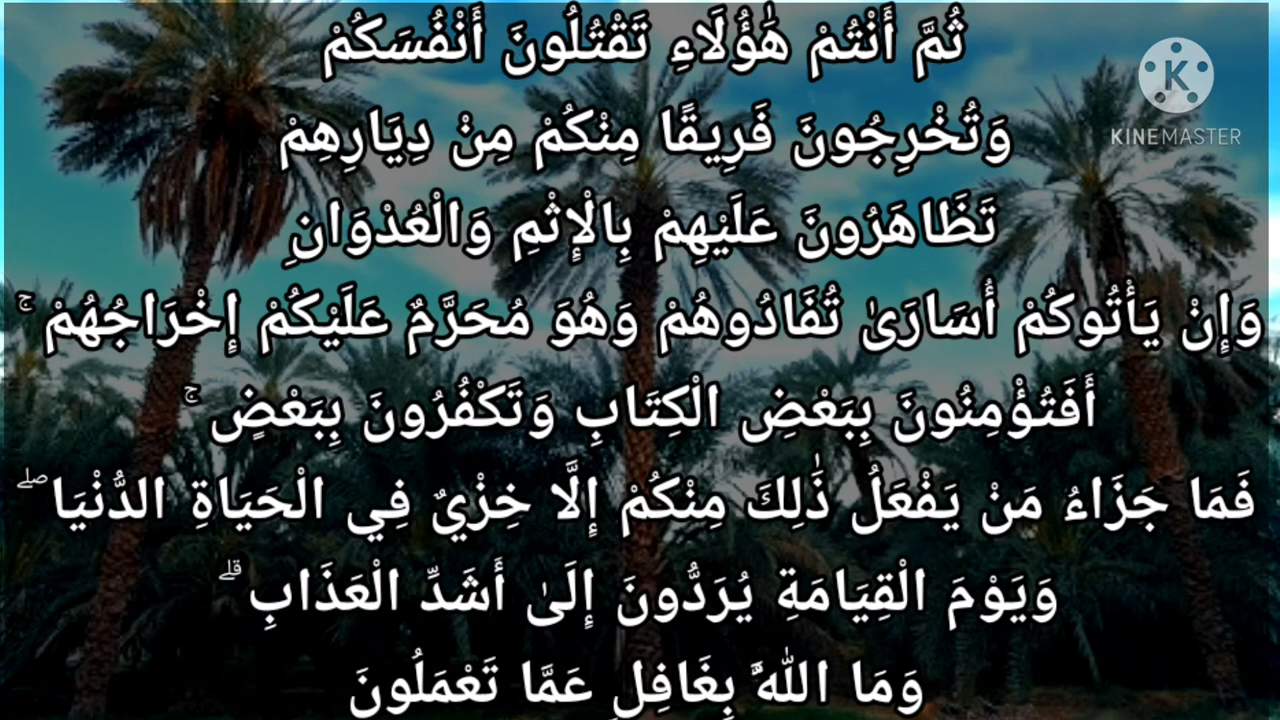 ثُمَّ أَنْتُمْ هَٰؤُلَاءِ تَقْتُلُونَ أَنْفُسَكُمْ
KINEMASTER
وَتُخْرِجُونَ فَرِيقًا مِنْكُمْ مِنْ دِيَارِهِمْ
تَظَاهَرُونَ عَلَيْهِمْ بِالْإِثْمِ وَالْعُدْوَانِ
وَإِنْ يَأْتُوكُمْ أُسَارَىٰ تُفَادُوهُمْ وَهُوَ مُحَرَّمٌ عَلَيْكُمْ إِخْرَاجُهُمْ ۚ
أَفَتُؤْمِنُونَ بِبَعْضِ الْكِتَابِ وَتَكْفُرُونَ بِبَعْضٍ ۚ
فَمَا جَزَاءُ مَنْ يَفْعَلُ ذَٰلِكَ مِنْكُمْ إِلَّا خِزْيٌ فِي الْحَيَاةِ الدُّنْيَا ۖ
وَيَوْمَ الْقِيَامَةِ يُرَدُّونَ إِلَىٰ أَشَدِّ الْعَذَابِ ۗ
وَمَا اللَّهُ بِغَافِلٍ عَمَّا تَعْمَلُونَ